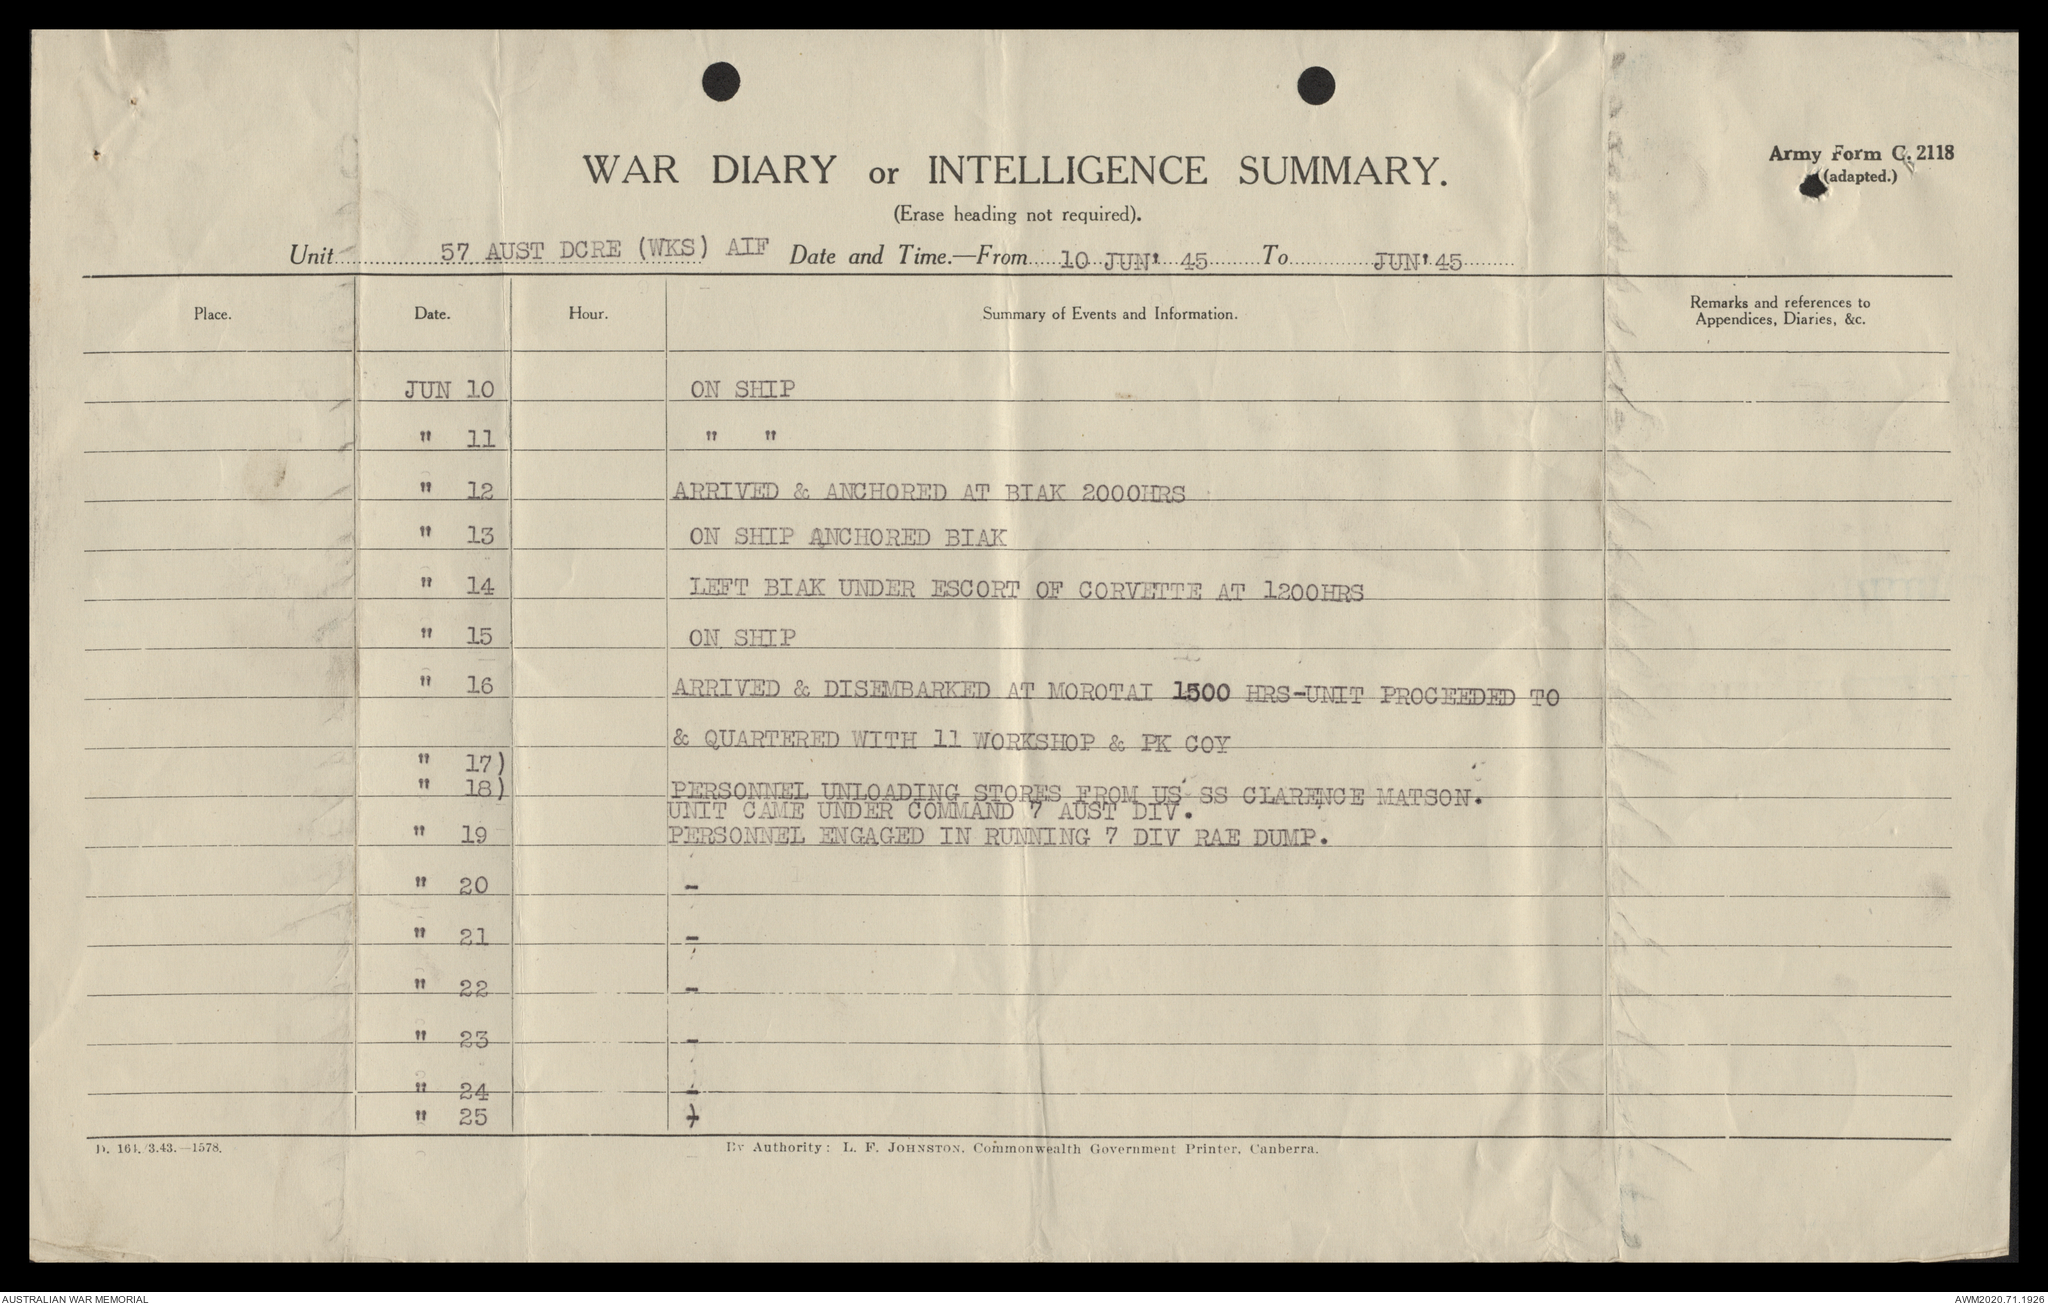 WAR DIARY or INTELLIGENCE SUMMARY.
Army Form C. 2118
(adapted.)
(Erase heading not required).
Unit 57 AUST DCRE (WKS) AIF Date and Time.—From 10 JUN' 45 To JUN' 45
Place. Date. Hour. Summary of Events and Information. Remarks and references to
Appendices, Diaries, &c.
JUN 10 ON SHIP
" 11 " "
" 12 ARRIVED & ANCHORED AT BIAK 2000HRS
" 13 ON SHIP ANCHORED BIAK
" 14 LEFT BIAK UNDER ESCORT OF CORVETTE AT 1200HRS
" 15 ON SHIP
" 16 ARRIVED & DISEMBARKED AT MOROTAI 1500 HRS-UNIT PROCEEDED TO
& QUARTERED WITH 11 WORKSHOP & PK COY
" 17)
" 18) PERSONNEL UNLOADING STORES FROM US SS CLARENCE MATSON.
UNIT CAME UNDER COMMAND 7 AUST DIV.
" 19 PERSONNEL ENGAGED IN RUNNING 7 DIV RAE DUMP.
" 20 -
" 21 -
" 22 -
" 23 -
" 24 -
" 25 -
D. 161./3.43.—1578. By Authority: L. F. JOHNSTON, Commonwealth Government Printer, Canberra.
AUSTRALIAN WAR MEMORIAL AWM2020.71.1926